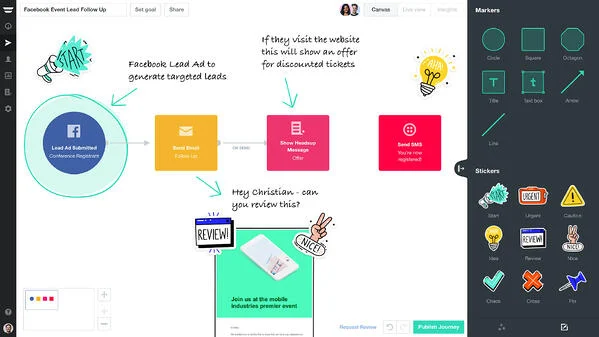 Facebook Event Lead Follow Up
Set goal
Share
Canvas
Live view
Insights
Markers
START
Facebook Lead Ad to
generate targeted leads
If they visit the website
this will show an offer
for discounted tickets
AHA!
Circle
Square
Octagon
t
Title
Text box
Arrow
Line
Lead Ad Submitted
Conference Registrant
Send Email
Follow Up
ON SEND
Show Headsup
Message
Offer
Send SMS
You're now
registered!
Hey Christian - can
you review this?
REVIEW!
NICE!
Join us at the mobile
industries premier event
Stickers
START
URGENT
Start
Urgent
Caution
REVIEW!
NICE!
Idea
Review
Nice
Check
Cross
Pin
Request Review
Publish Journey